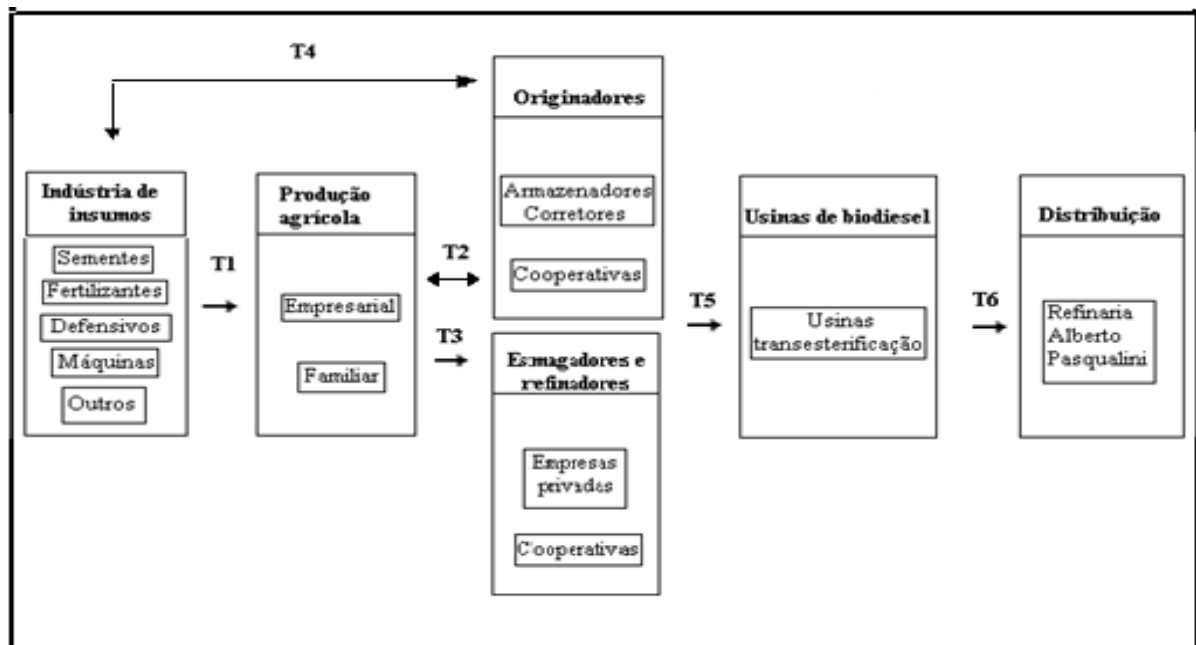 T4
Indústria de
insumos
Sementes
Fertilizantes
Defensivos
Máquinas
Outros
T1
Produção
agrícola
Empresarial
Familiar
T2
T3
Originadores
Armazenadores
Corretores
Cooperativas
Esmagadores e
refinadores
Empresas
privadas
Cooperativas
T5
Usinas de biodiesel
Usinas
transesterificação
T6
Distribuição
Refinaria
Alberto
Pasqualini